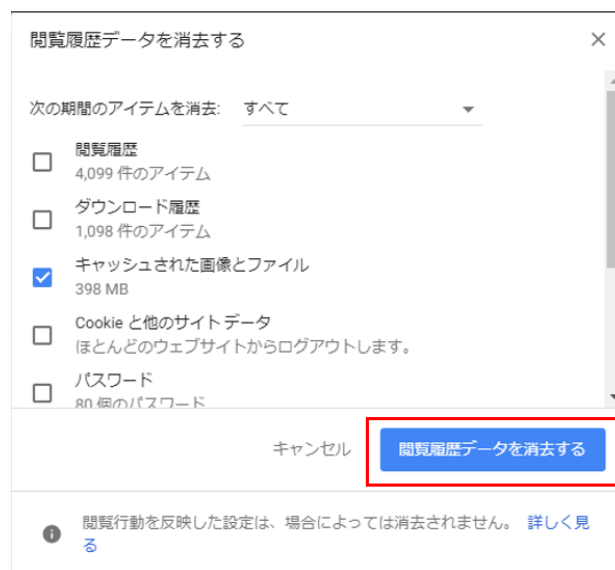 閲覧履歴データを消去する
次の期間のアイテムを消去: すべて
閲覧履歴
4,099 件のアイテム
ダウンロード履歴
1,098 件のアイテム
キャッシュされた画像とファイル
398 MB
Cookie と他のサイトデータ
ほとんどのウェブサイトからログアウトします。
パスワード
80 個のパスワード
キャンセル 閲覧履歴データを消去する
閲覧行動を反映した設定は、場合によっては消去されません。 詳しく見
る